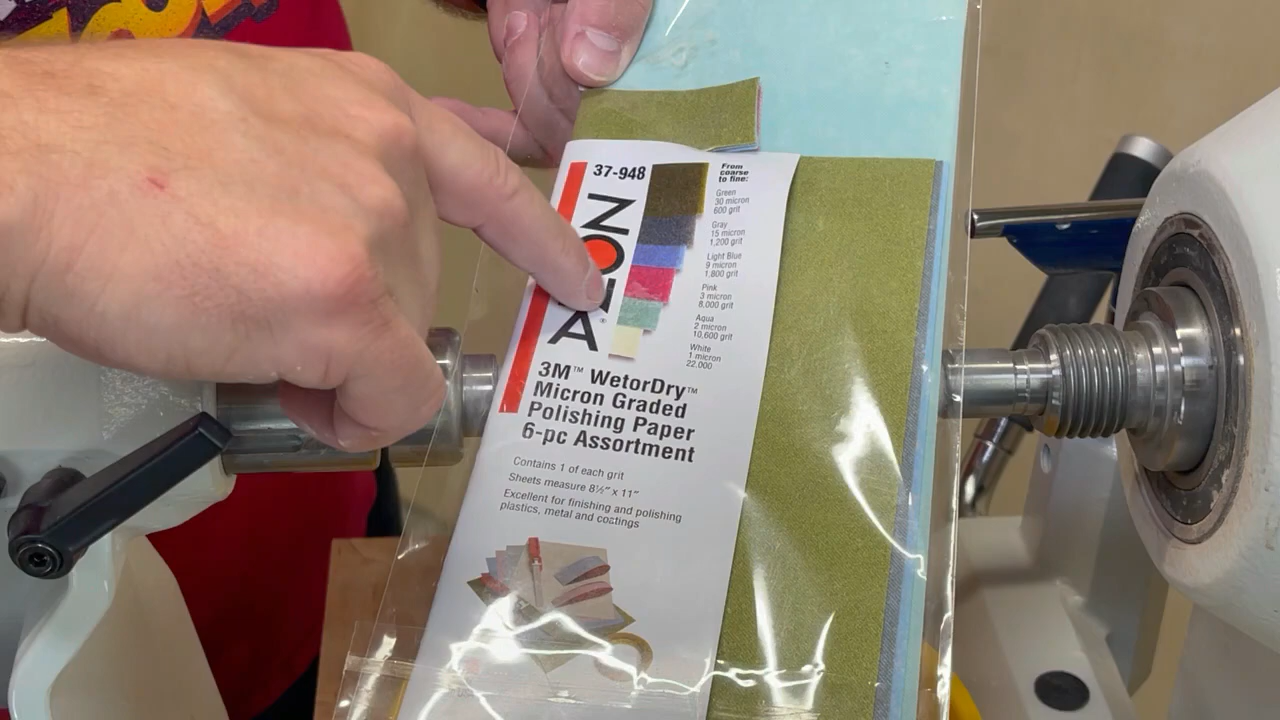 37-948
ZONA
From
coarse
to fine:
Green
30 micron
600 grit
Gray
15 micron
1,200 grit
Light Blue
9 micron
1,800 grit
Pink
3 micron
8,000 grit
Aqua
2 micron
10,600 grit
White
1 micron
22,000
3M™ WetorDry™
Micron Graded
Polishing Paper
6-pc Assortment
Contains 1 of each grit
Sheets measure 8½″ x 11″
Excellent for finishing and polishing
plastics, metal and coatings